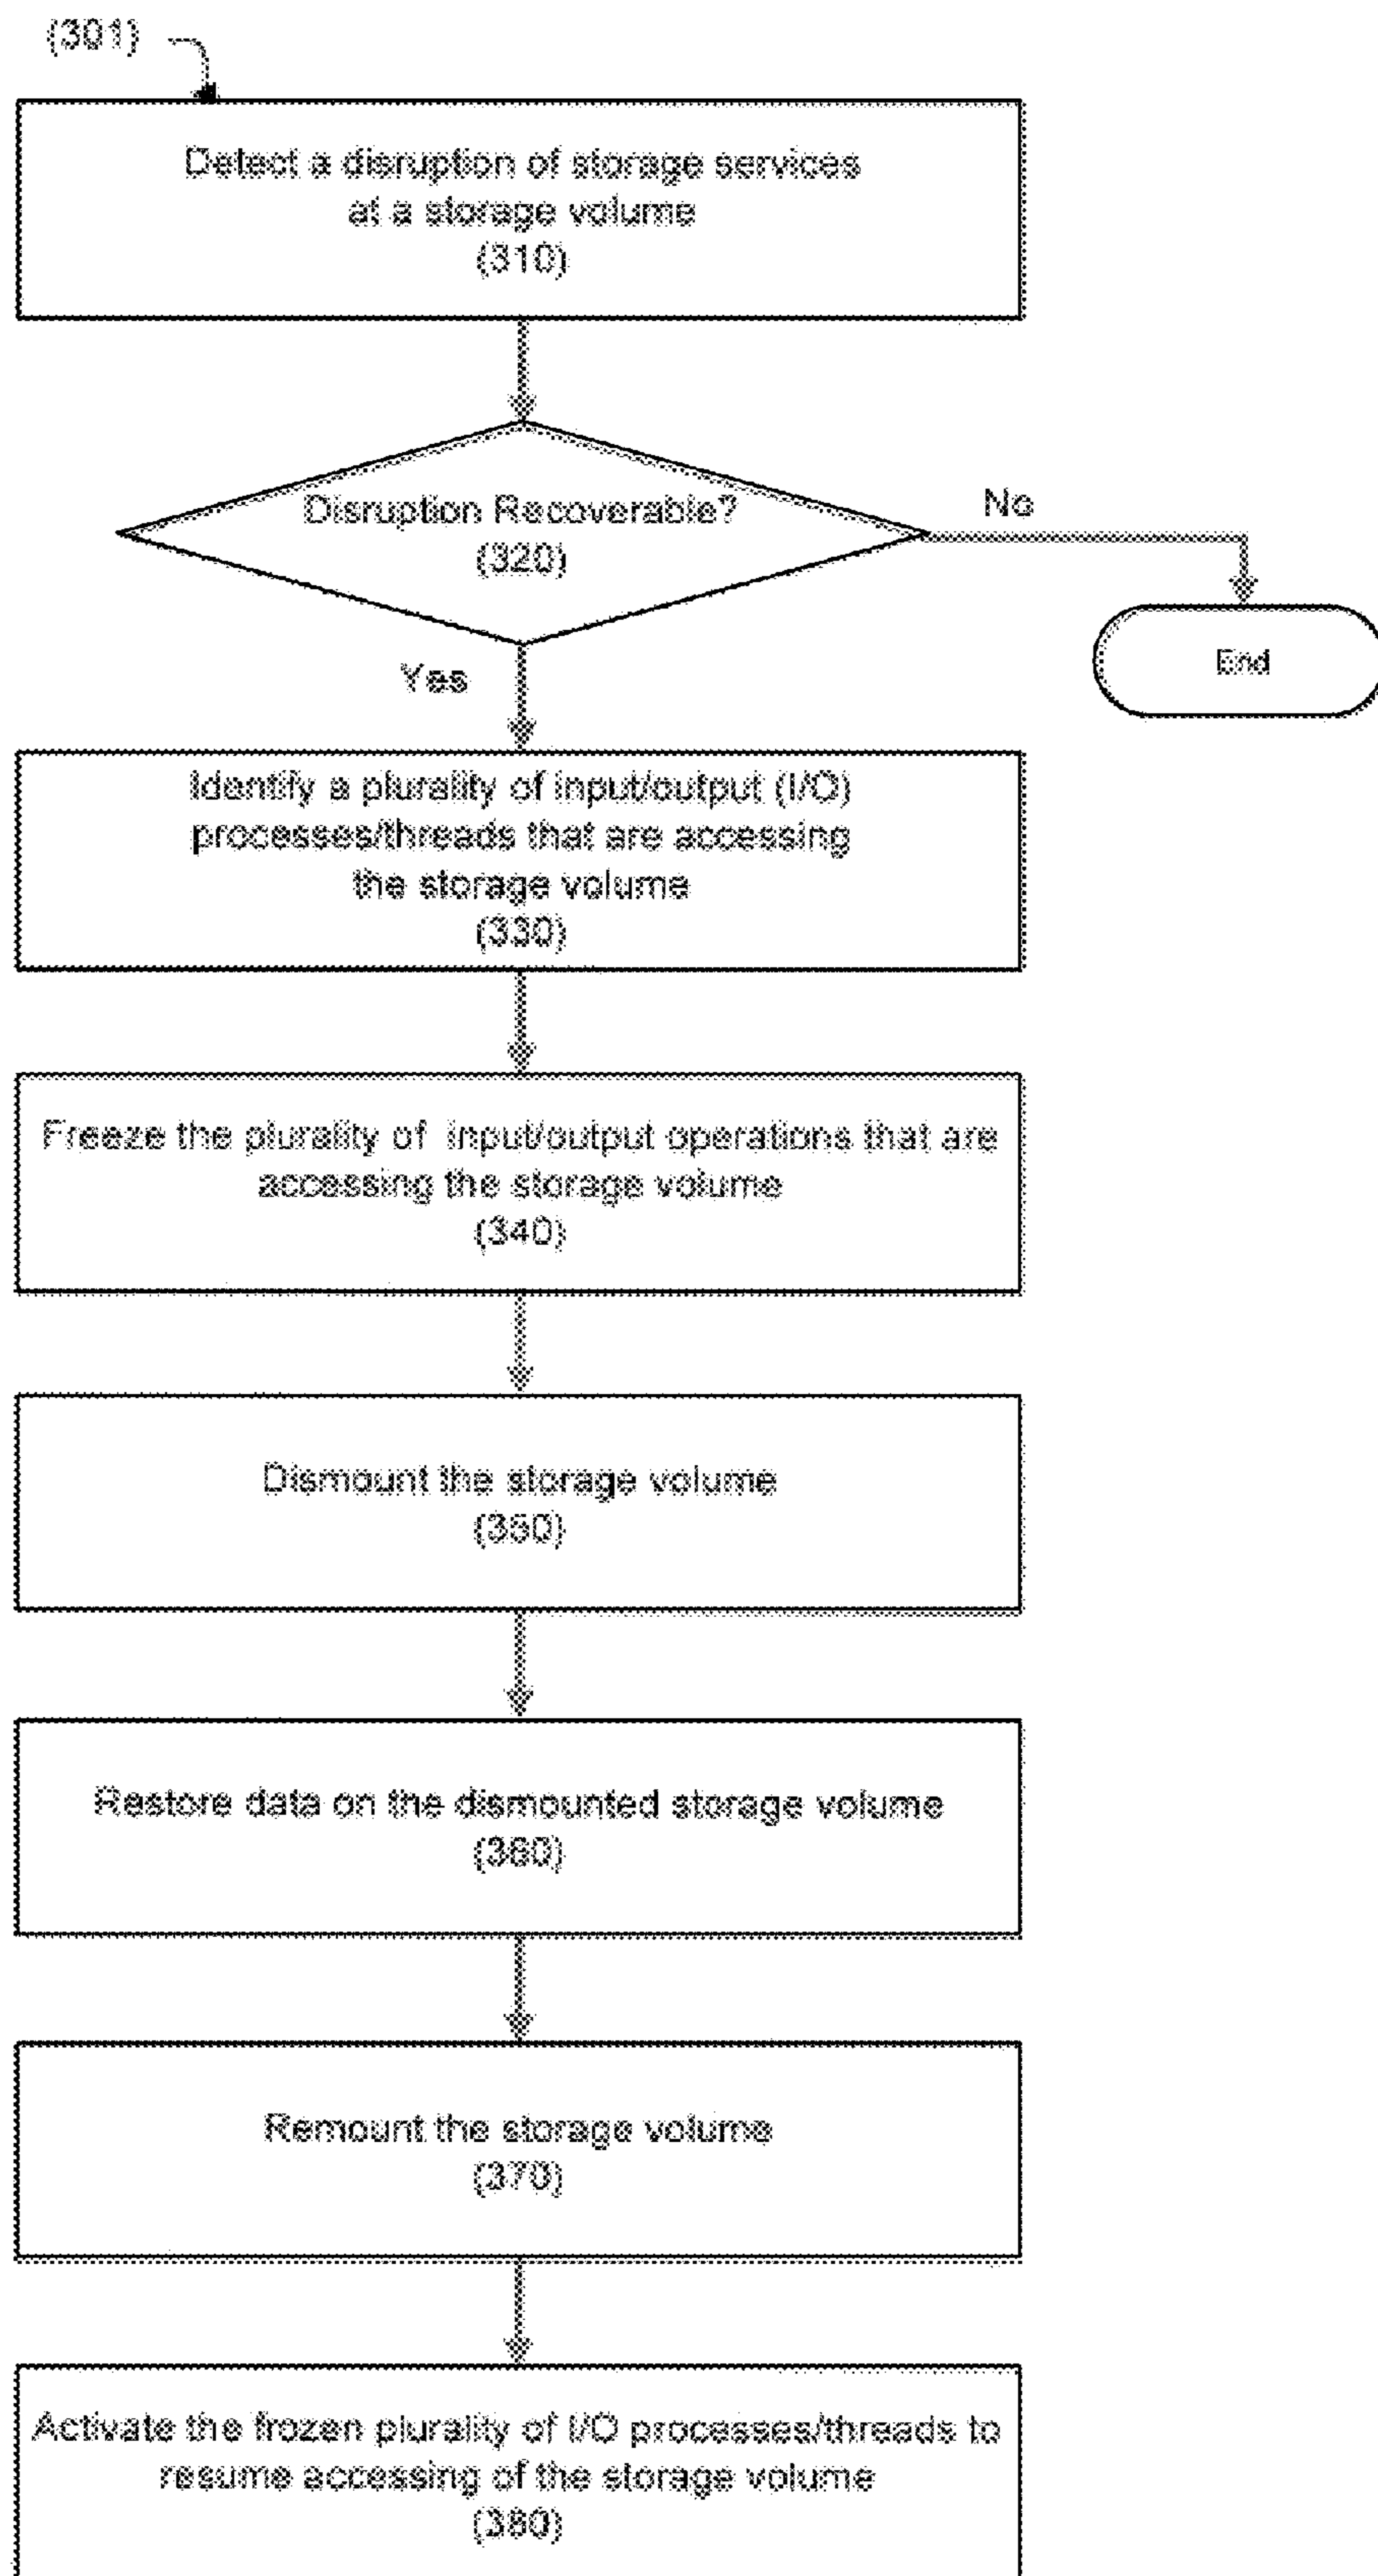 (301)
Detect a disruption of storage services
at a storage volume
(310)
Disruption Recoverable?
(320)
No
End
Yes
Identify a plurality of input/output (I/O)
processes/threads that are accessing
the storage volume
(330)
Freeze the plurality of input/output operations that are
accessing the storage volume
(340)
Dismount the storage volume
(350)
Restore data on the dismounted storage volume
(360)
Remount the storage volume
(370)
Activate the frozen plurality of I/O processes/threads to
resume accessing of the storage volume
(380)